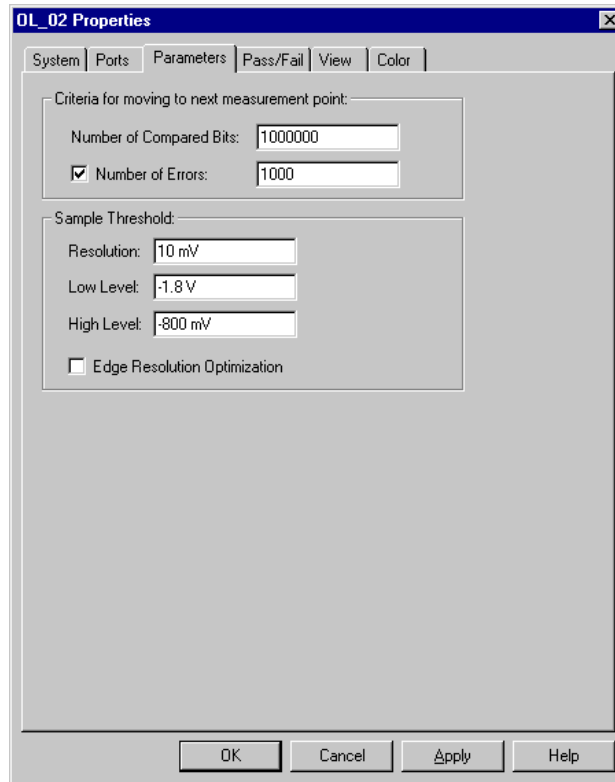 OL_02 Properties
System Ports Parameters Pass/Fail View Color
Criteria for moving to next measurement point:
Number of Compared Bits: 1000000
Number of Errors: 1000
Sample Threshold:
Resolution: 10 mV
Low Level: -1.8 V
High Level: -800 mV
Edge Resolution Optimization
OK Cancel Apply Help